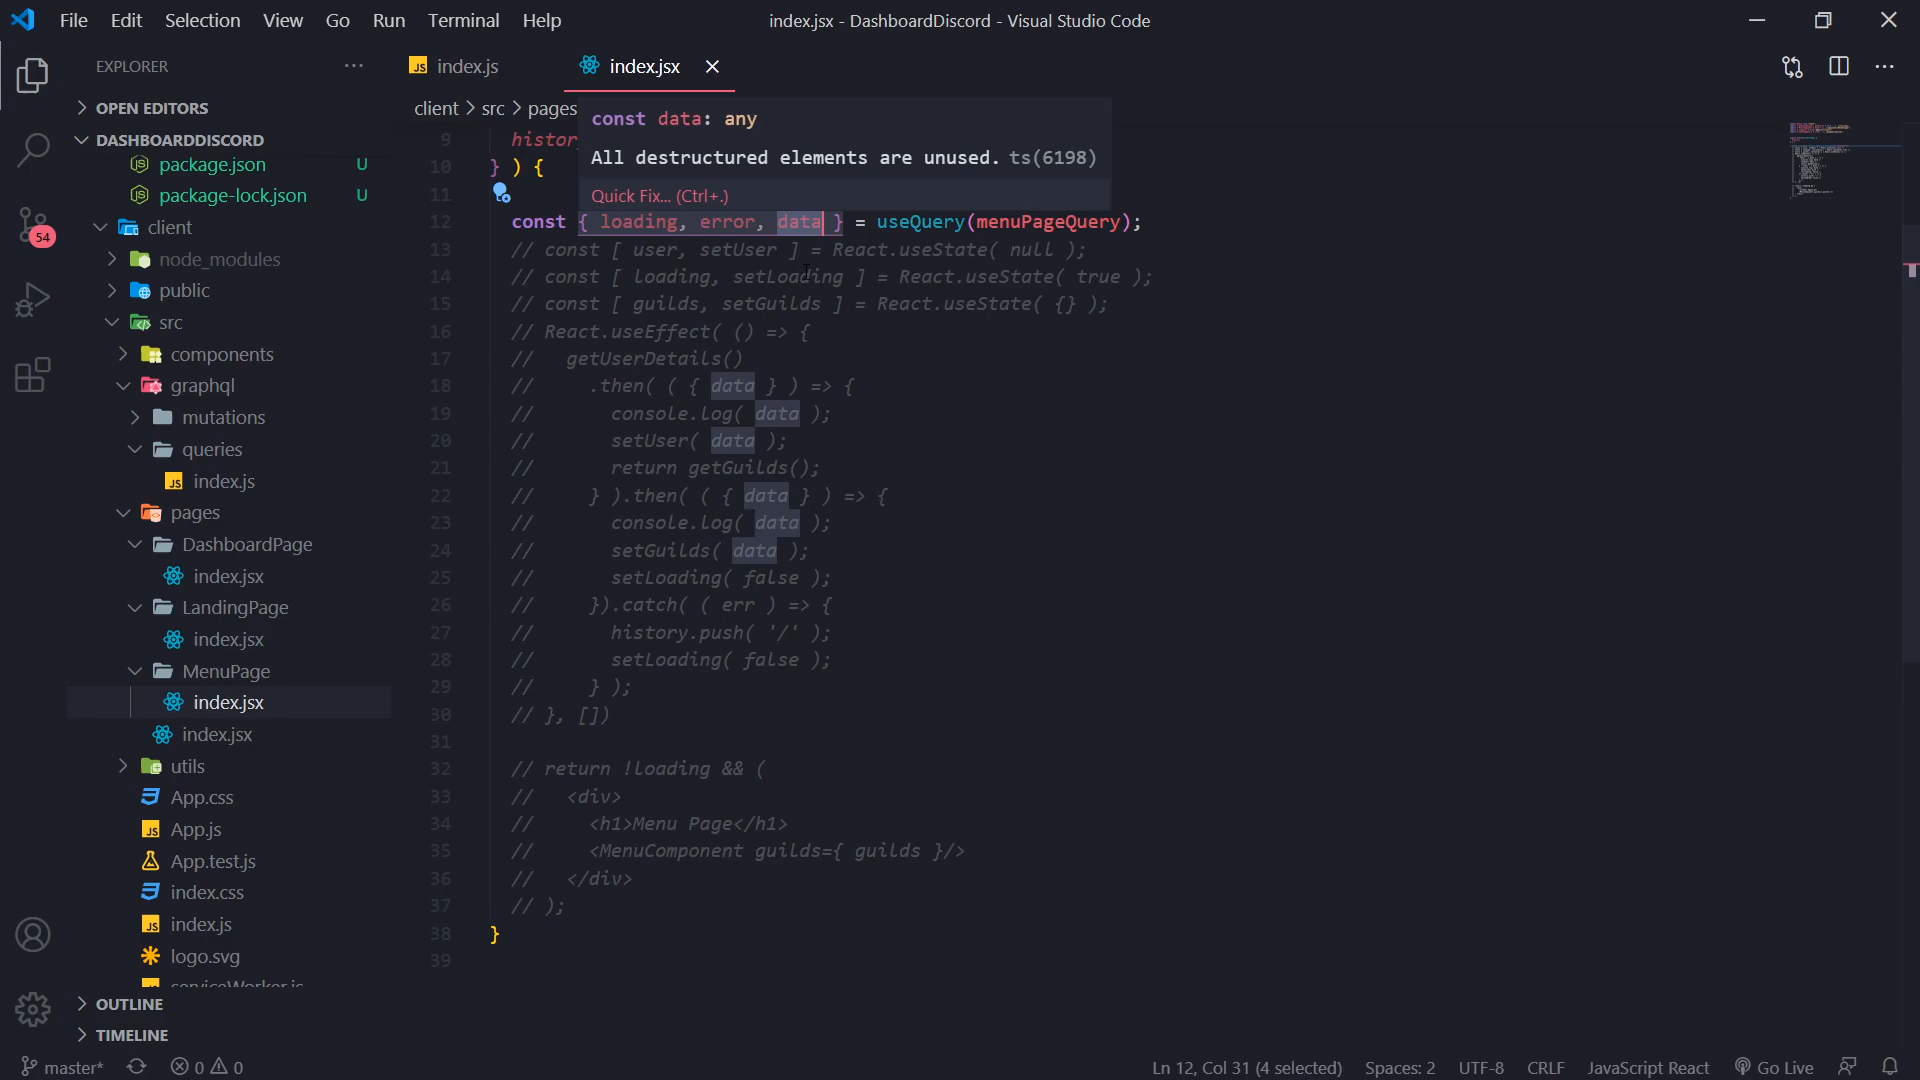 File Edit Selection View Go Run Terminal Help
index.jsx - DashboardDiscord - Visual Studio Code
EXPLORER
index.js
index.jsx
OPEN EDITORS
DASHBOARDDISCORD
package.json U
package-lock.json U
client
node_modules
public
src
components
graphql
mutations
queries
index.js
pages
DashboardPage
index.jsx
LandingPage
index.jsx
MenuPage
index.jsx
index.jsx
utils
App.css
App.js
App.test.js
index.css
index.js
logo.svg
serviceWorker.js
OUTLINE
TIMELINE
54
client > src > pages
const data: any
All destructured elements are unused. ts(6198)
Quick Fix... (Ctrl+.)
9 histor
10 } ) {
11
12 const { loading, error, data } = useQuery(menuPageQuery);
13 // const [ user, setUser ] = React.useState( null );
14 // const [ loading, setLoading ] = React.useState( true );
15 // const [ guilds, setGuilds ] = React.useState( {} );
16 // React.useEffect( () => {
17 //   getUserDetails()
18 //     .then( ( { data } ) => {
19 //       console.log( data );
20 //       setUser( data );
21 //       return getGuilds();
22 //     } ).then( ( { data } ) => {
23 //       console.log( data );
24 //       setGuilds( data );
25 //       setLoading( false );
26 //     }).catch( ( err ) => {
27 //       history.push( '/' );
28 //       setLoading( false );
29 //     } );
30 // }, [])
31
32 // return !loading && (
33 //   <div>
34 //     <h1>Menu Page</h1>
35 //     <MenuComponent guilds={ guilds }/>
36 //   </div>
37 // );
38 }
39
master* 0 0 Ln 12, Col 31 (4 selected) Spaces: 2 UTF-8 CRLF JavaScript React Go Live